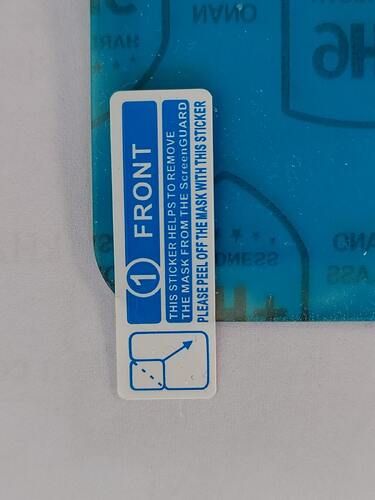 ① FRONT
THIS STICKER HELPS TO REMOVE
THE MASK FROM THE ScreenGUARD
PLEASE PEEL OFF THE MASK WITH THIS STICKER
NANO
9H